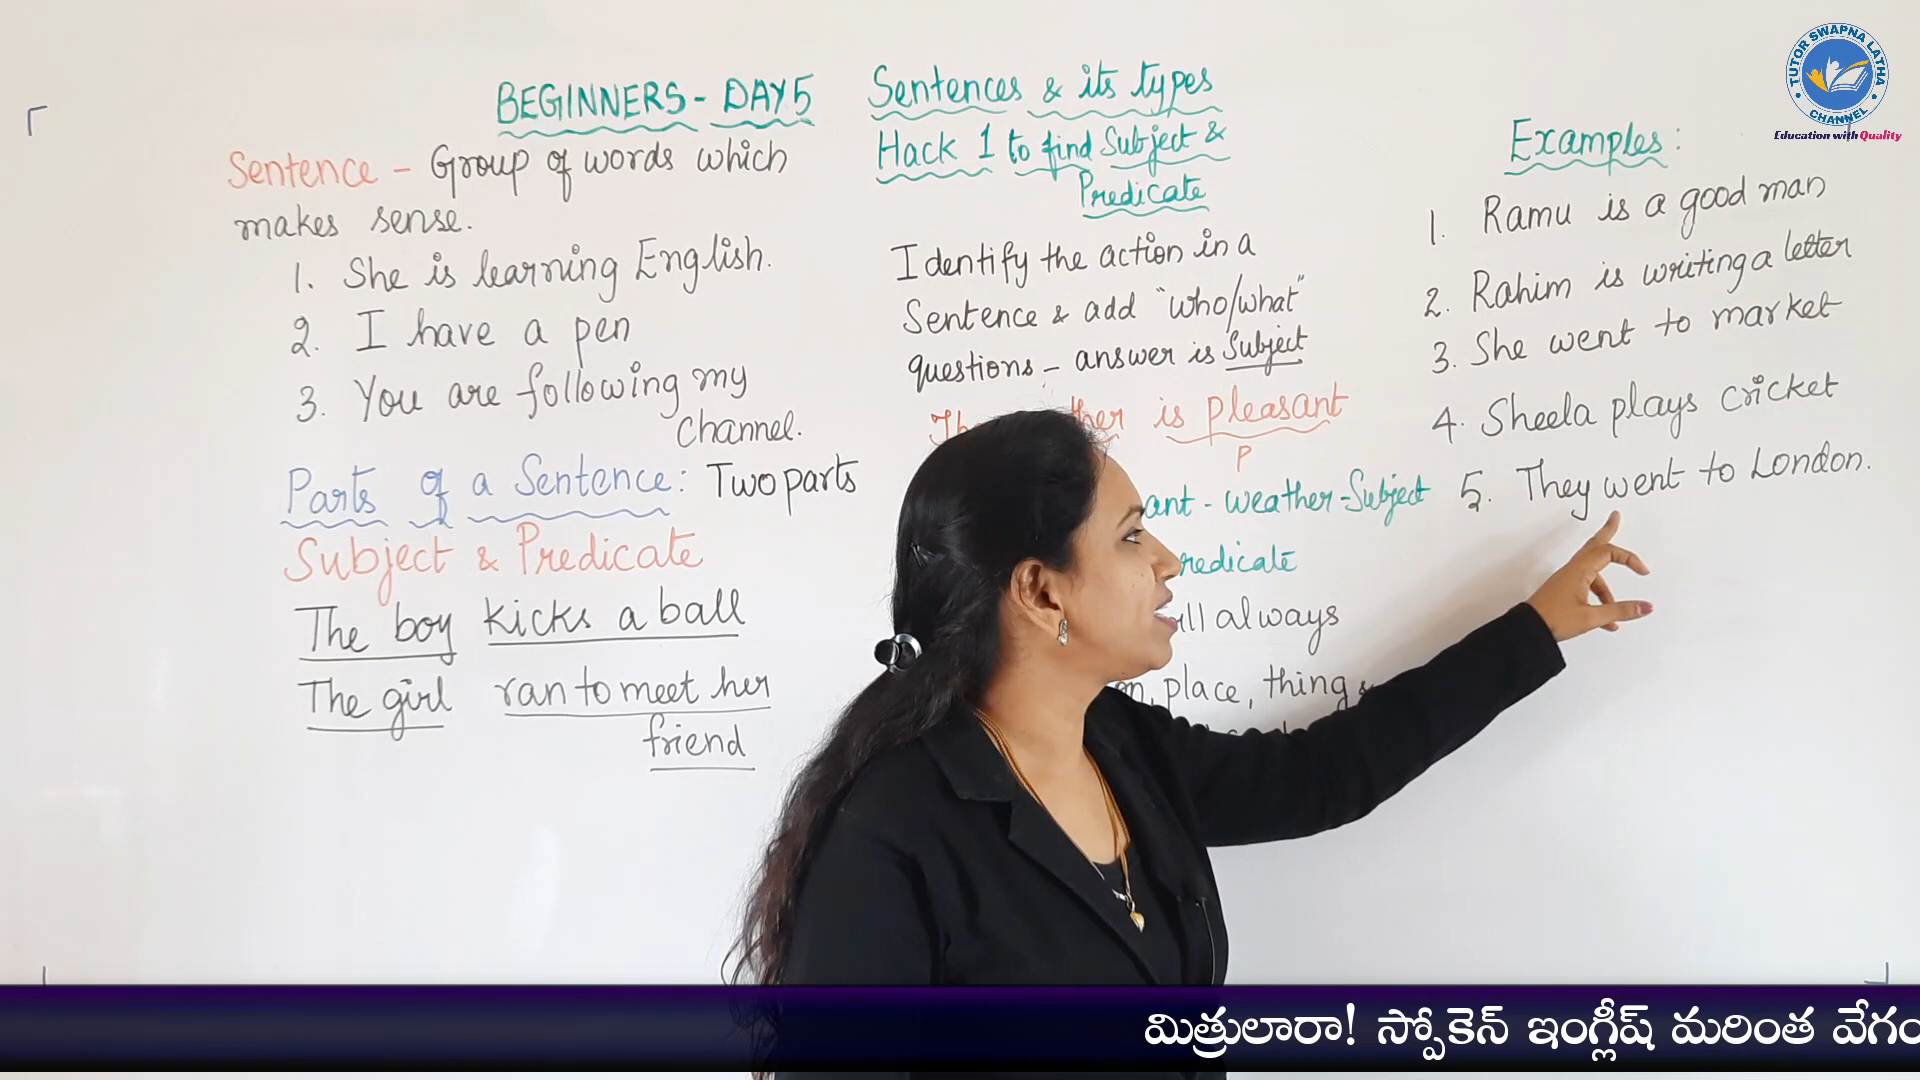 BEGINNERS - DAY 5
Sentence - Group of words which
makes sense.
1. She is learning English.
2. I have a pen
3. You are following my
Channel.
Parts of a Sentence: Two parts
Subject & Predicate
The boy kicks a ball
The girl ran to meet her
friend
Sentences & its types
Hack 1 to find Subject &
Predicate
Identify the action in a
Sentence & add "who/what"
questions - answer is Subject
is pleasant
P
- weather - Subject
always
place, thing &
Examples:
1. Ramu is a good man
2. Rahim is writing a letter
3. She went to market
4. Sheela plays cricket
5. They went to London.
TUTOR SWAPNA LATHA
CHANNEL
Education with Quality
మిత్రులారా! స్పోకెన్ ఇంగ్లీష్ మరింత